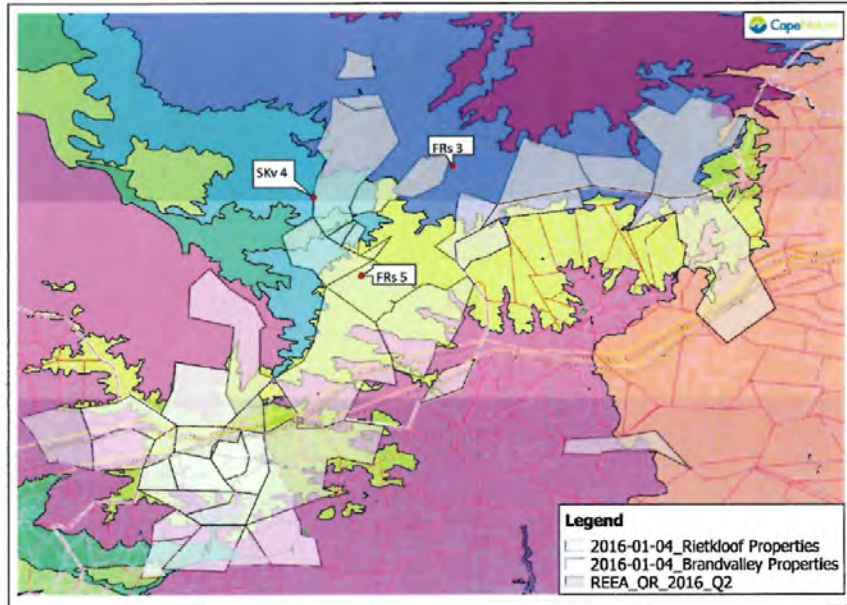 CapeNature
FRs 3
SKv 4
FRs 5
Legend
2016-01-04_Rietkloof Properties
2016-01-04_Brandvalley Properties
REEA_OR_2016_Q2